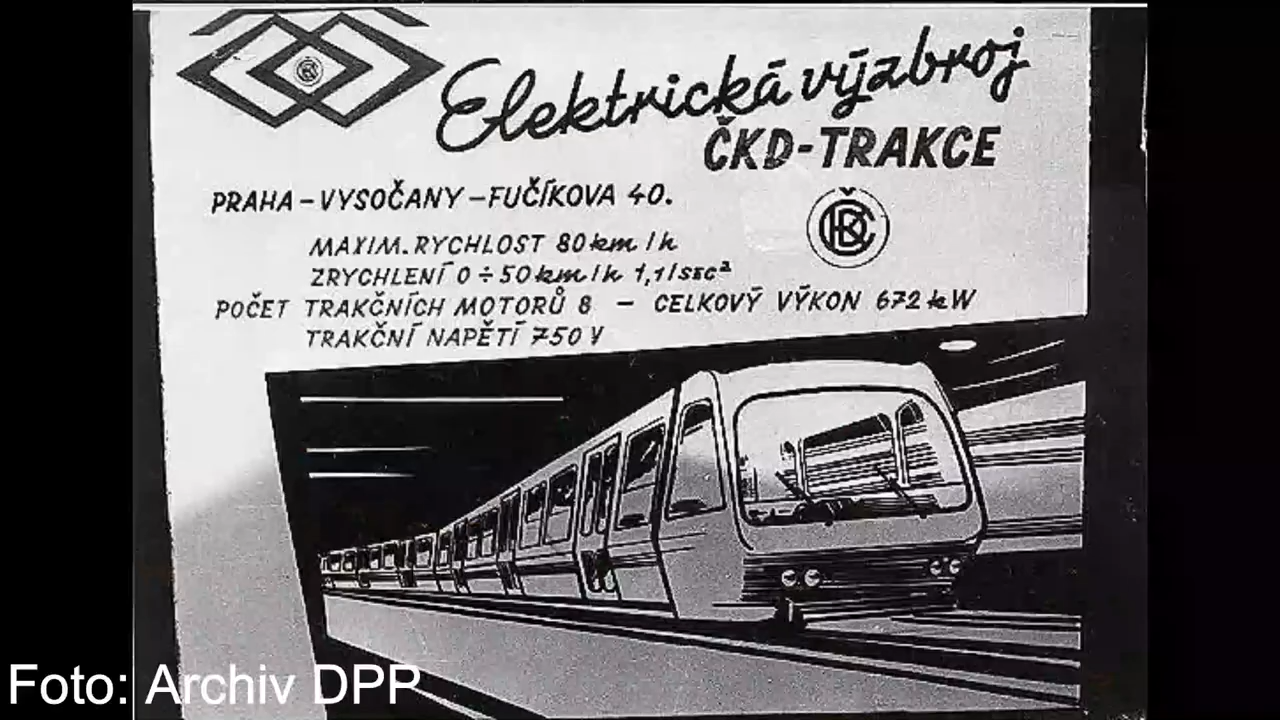 Elektrická výzbroj
ČKD-TRAKCE
PRAHA-VYSOČANY-FUČÍKOVA 40.
ČKD
MAXIM. RYCHLOST 80 km/h
ZRYCHLENÍ 0 ÷ 50 km/h 1,1/SEC²
POČET TRAKČNÍCH MOTORŮ 8 - CELKOVÝ VÝKON 672 kW
TRAKČNÍ NAPĚTÍ 750 V
Foto: Archiv DPP